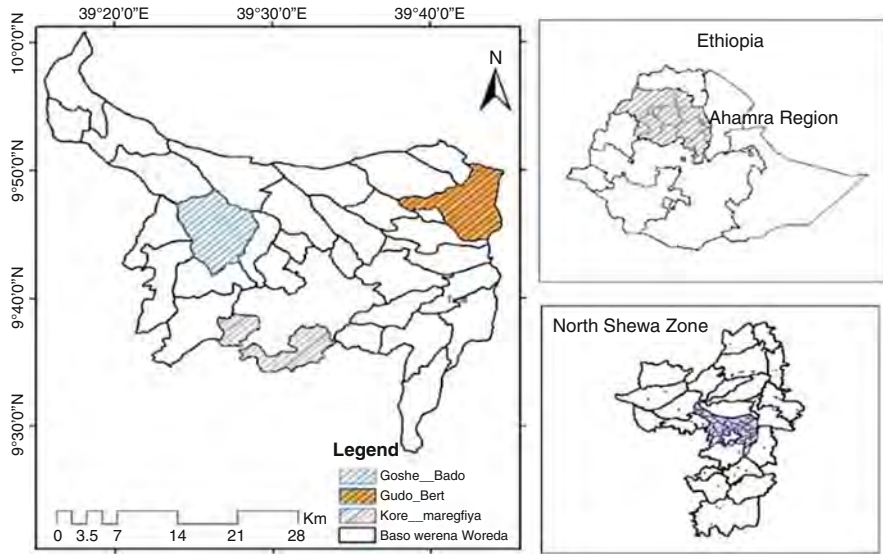 39°20'0"E 39°30'0"E 39°40'0"E
10°0'0"N
9°50'0"N
9°40'0"N
9°30'0"N
N
Legend
Goshe__Bado
Gudo_Bert
Kore__maregfiya
Baso werena Woreda
Km
0 3.5 7 14 21 28
Ethiopia
Ahamra Region
North Shewa Zone